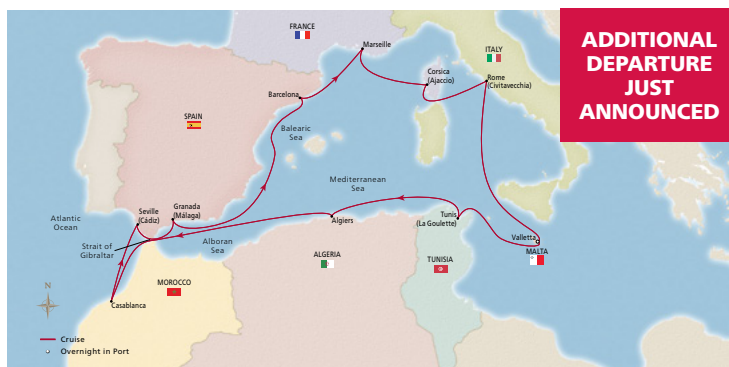 FRANCE
Marseille
ITALY
Corsica
(Ajaccio)
Rome
(Civitavecchia)
Barcelona
SPAIN
Balearic
Sea
Mediterranean
Sea
Seville
(Cádiz)
Granada
(Málaga)
Atlantic
Ocean
Strait of
Gibraltar
Alboran
Sea
Algiers
Tunis
(La Goulette)
Valletta
MALTA
ALGERIA
TUNISIA
MOROCCO
Casablanca
N
Cruise
Overnight in Port
ADDITIONAL
DEPARTURE
JUST
ANNOUNCED